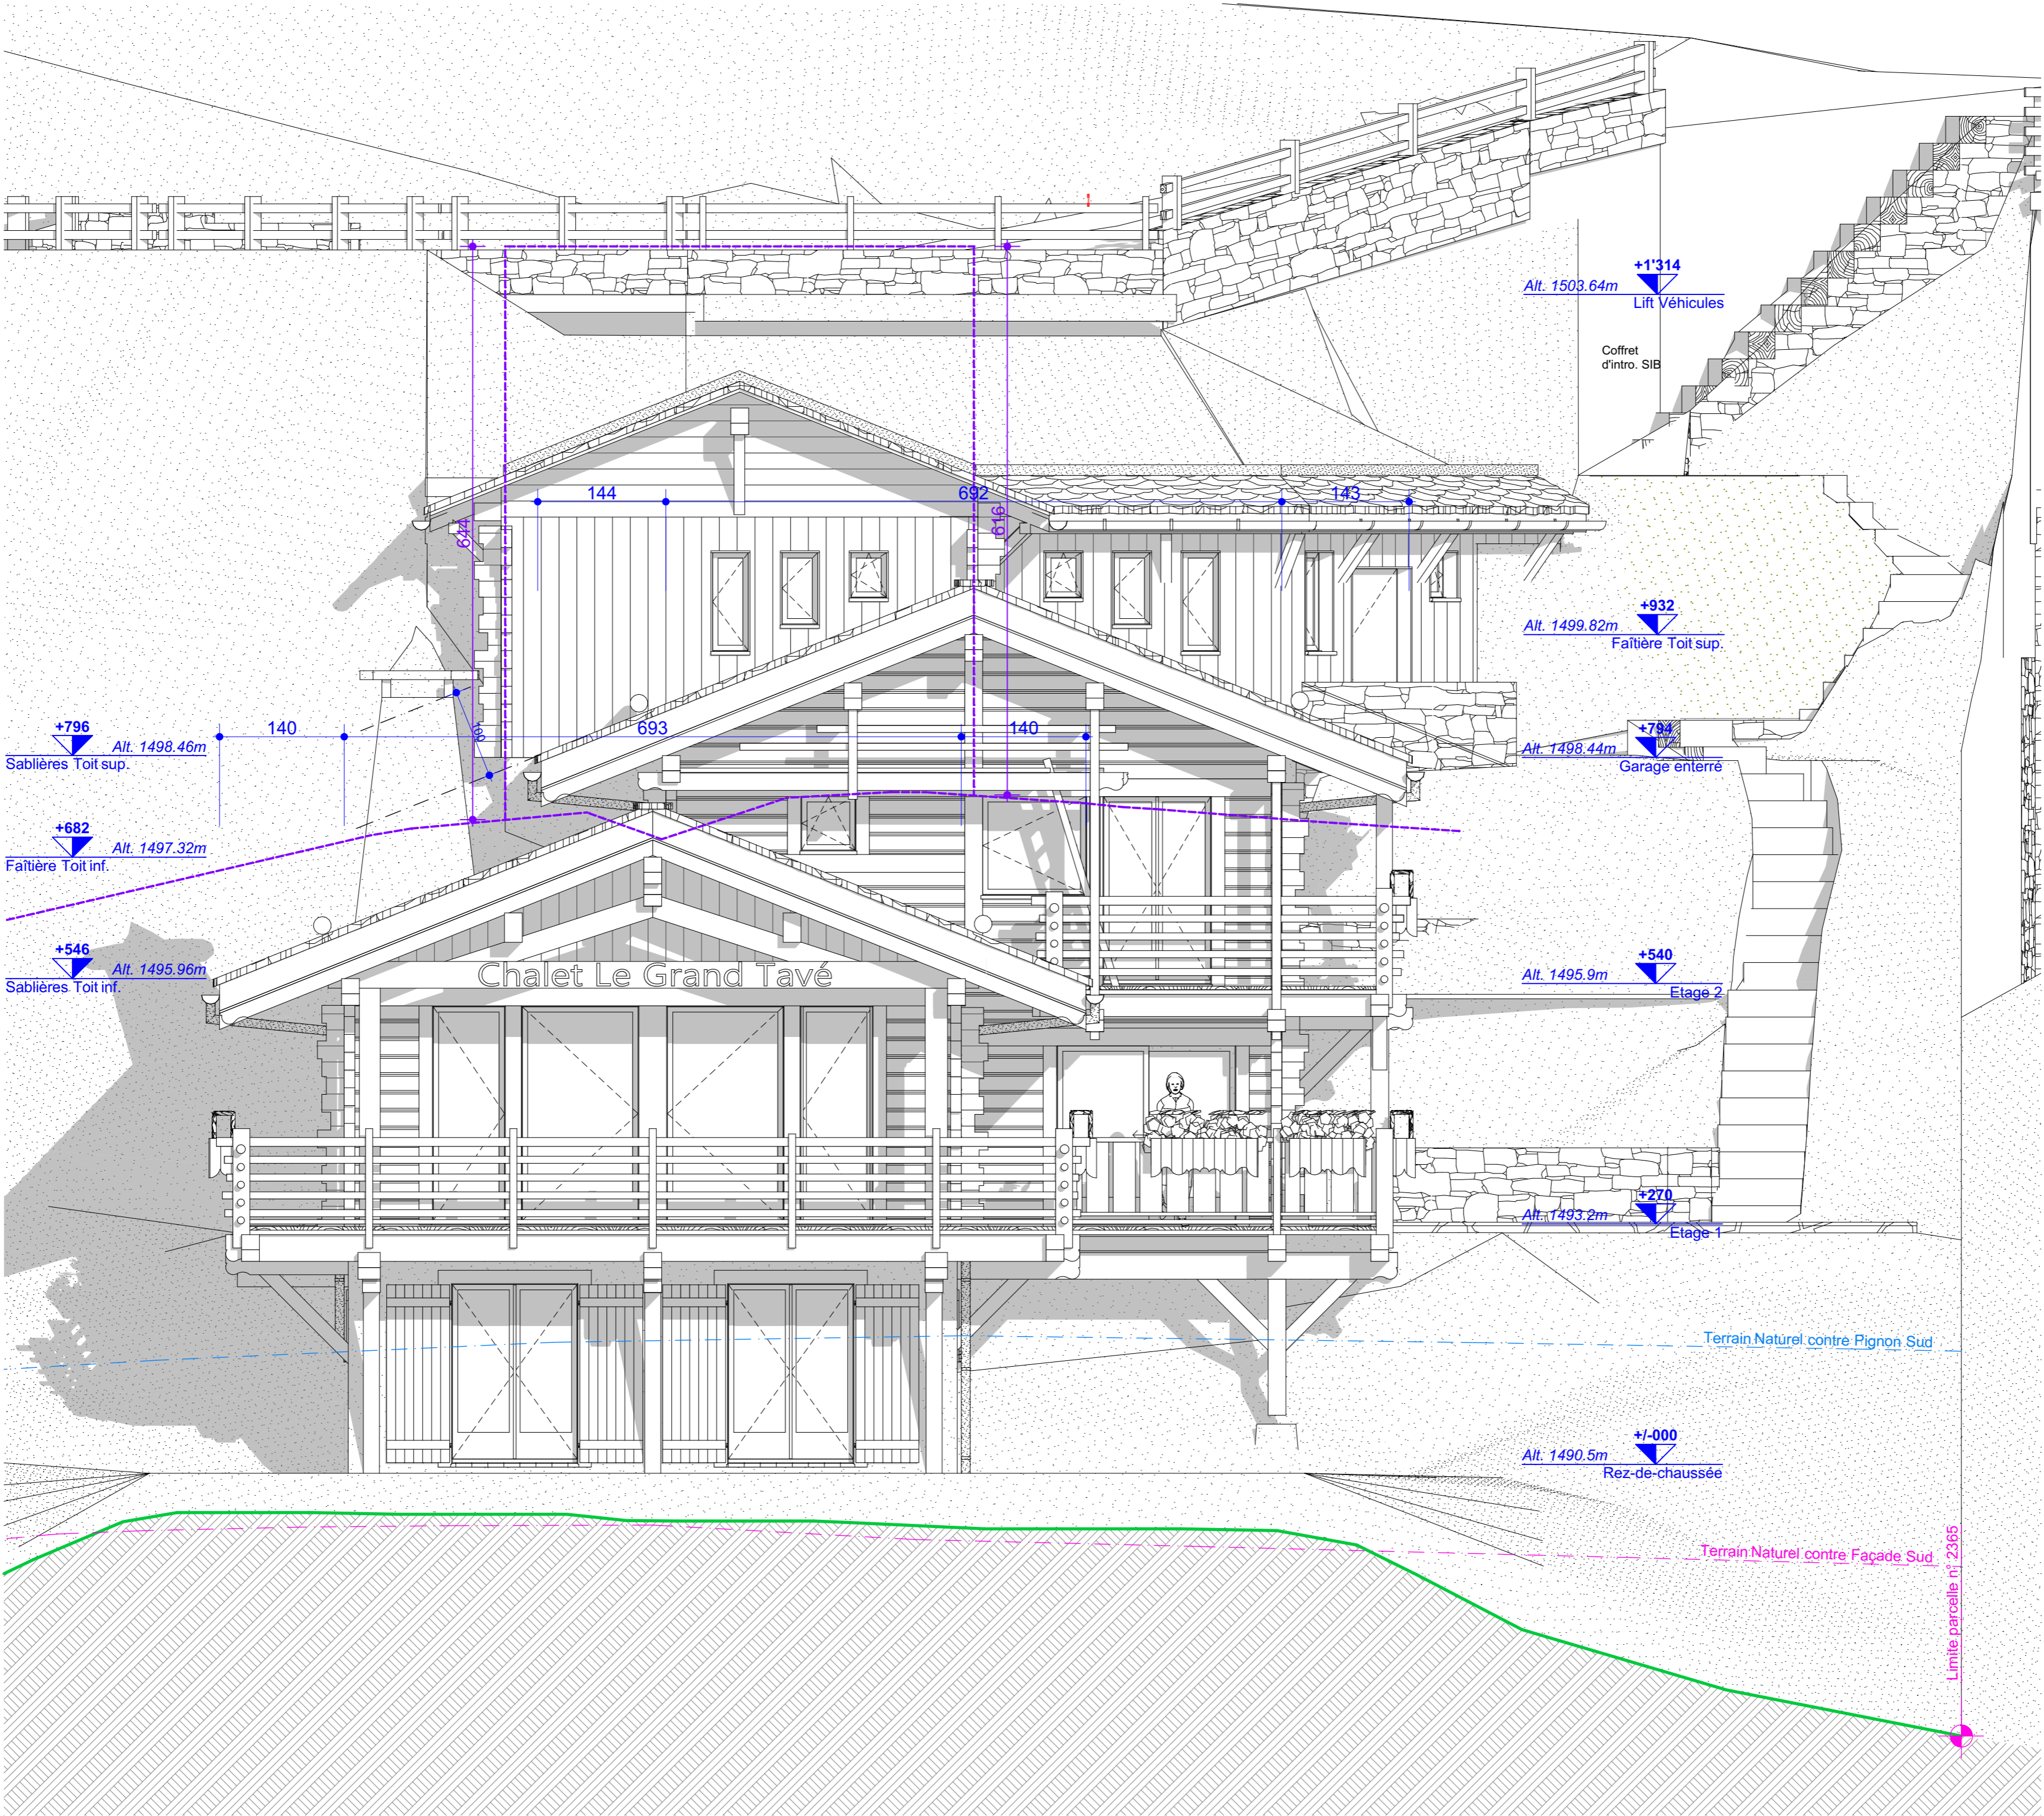 +1'314
Alt. 1503.64m
Lift Véhicules
Coffret
d'intro. SIB
144
692
143
644
616
+932
Alt. 1499.82m
Faîtière Toit sup.
+796
Alt. 1498.46m
Sablières Toit sup.
140
693
140
100
+794
Alt. 1498.44m
Garage enterré
+682
Alt. 1497.32m
Faîtière Toit inf.
+546
Alt. 1495.96m
Sablières Toit inf.
Chalet Le Grand Tavé
+540
Alt. 1495.9m
Etage 2
+270
Alt. 1493.2m
Etage 1
Terrain Naturel contre Pignon Sud
+/-000
Alt. 1490.5m
Rez-de-chaussée
Terrain Naturel contre Façade Sud
Limite parcelle n° 2365